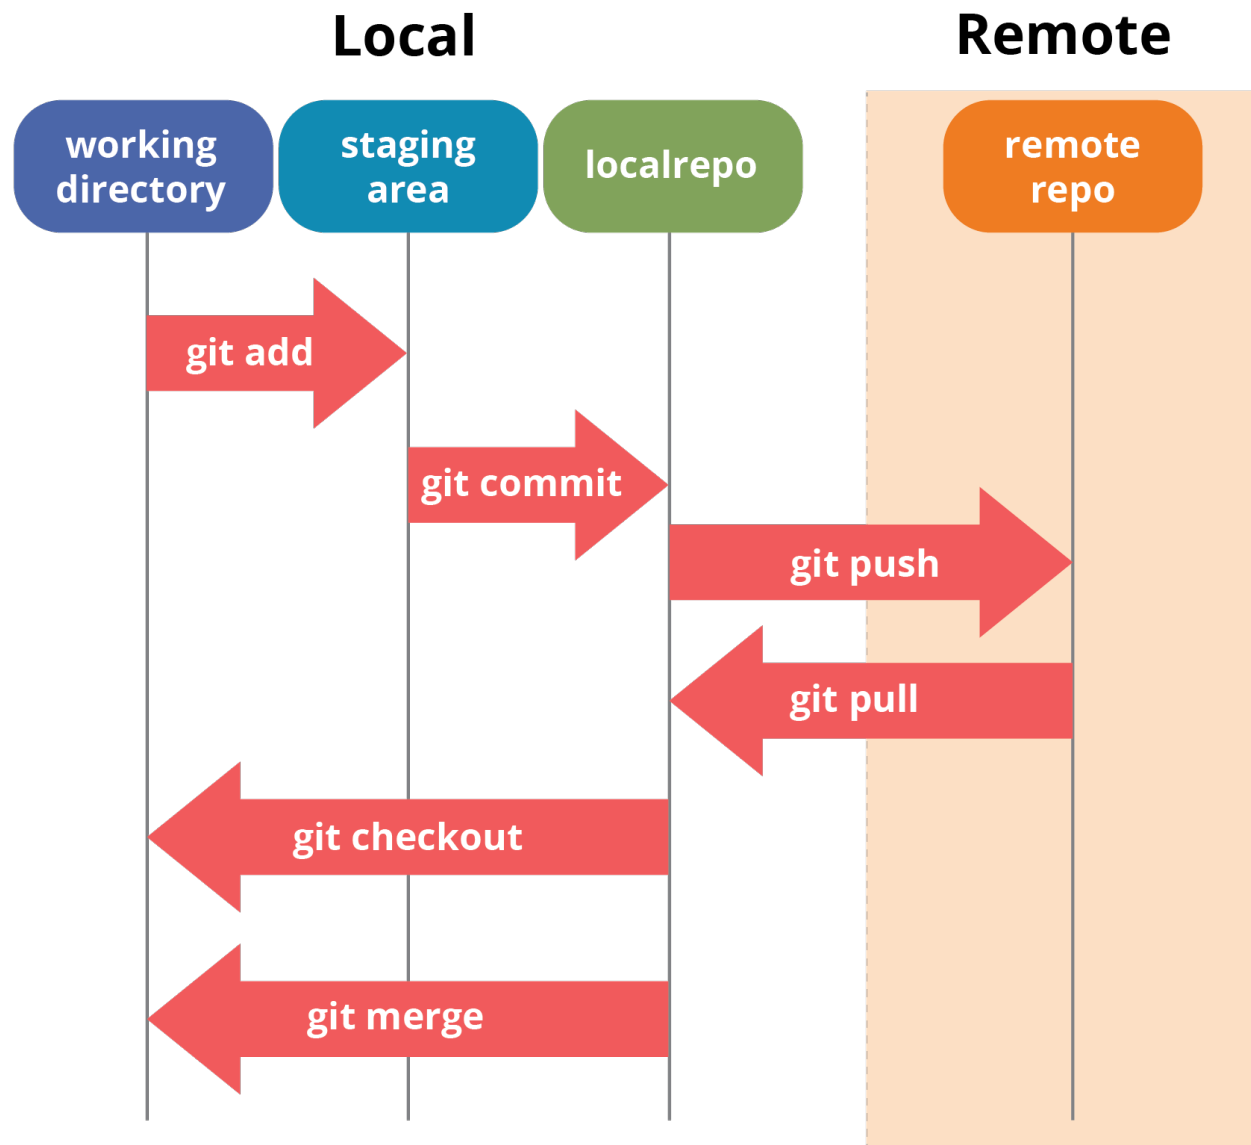 Local
Remote
working
directory
staging
area
localrepo
remote
repo
git add
git commit
git push
git pull
git checkout
git merge